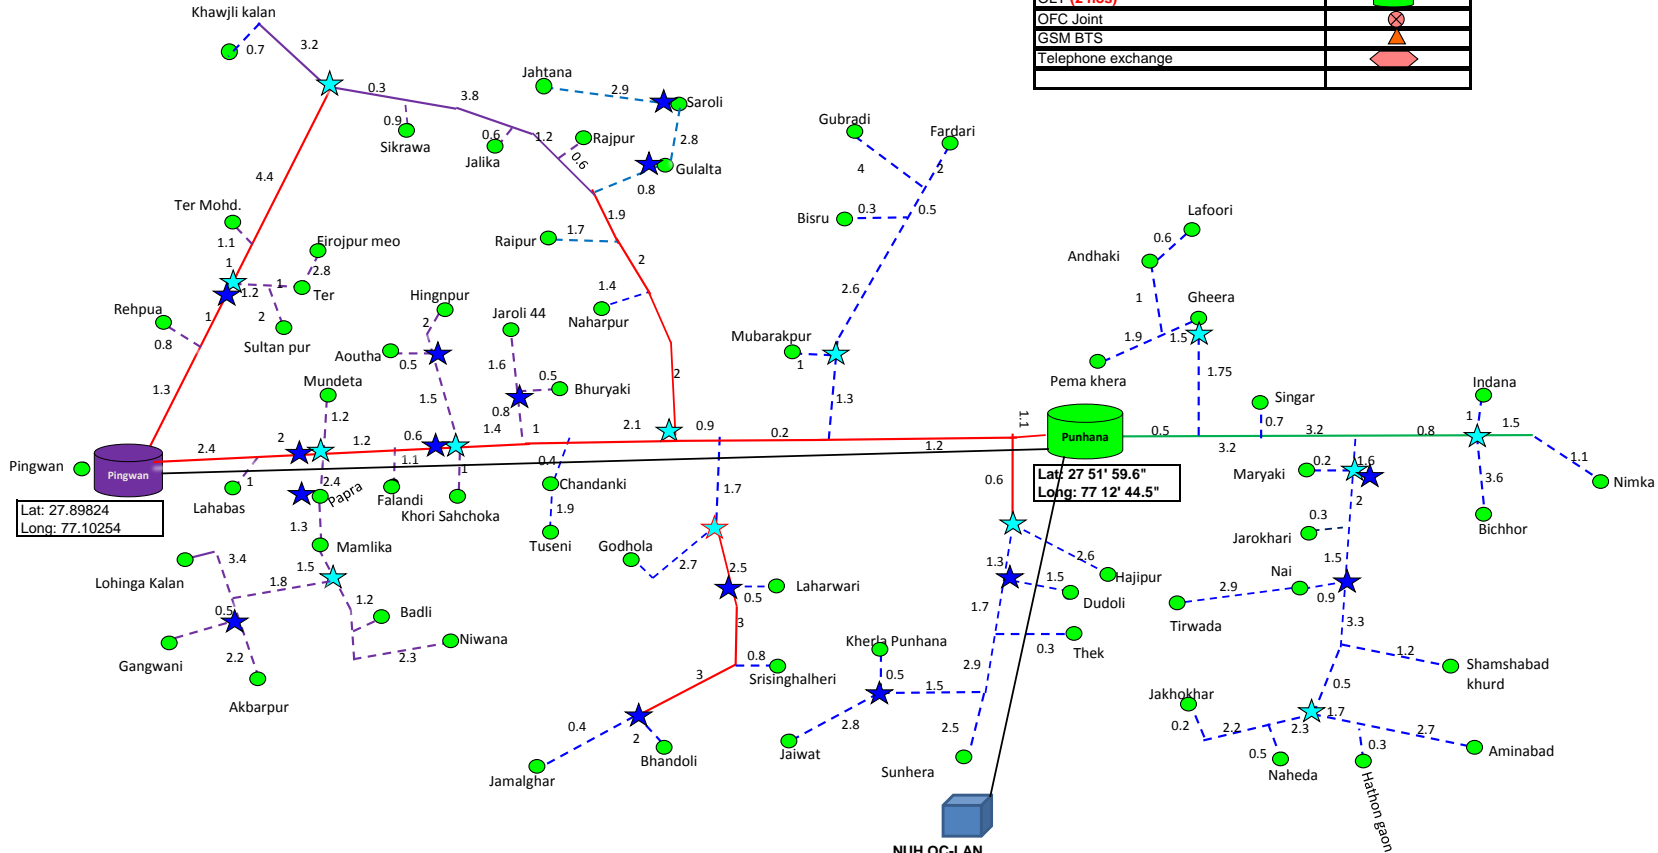 OLT (2 nos)
OFC Joint
GSM BTS
Telephone exchange
Khawjli kalan
0.7
3.2
0.3
3.8
0.9
Sikrawa
0.6
Jalika
1.2
0.6
Rajpur
Jahtana
2.9
Saroli
2.8
Gulalta
0.8
4.4
Ter Mohd.
1.1
Firojpur meo
2.8
1
1.2
1
Ter
2
Sultan pur
Rehpua
0.8
1
1.3
1.9
Raipur
1.7
2
1.4
Naharpur
2
Gubradi
4
Fardari
2
Bisru
0.3
0.5
2.6
Mubarakpur
1
1.3
Lafoori
0.6
Andhaki
1
Gheera
1.9
1.5
Pema khera
1.75
Hingnpur
2
Aoutha
0.5
1.5
Jaroli 44
1.6
0.5
Bhuryaki
0.8
Mundeta
1.2
Pingwan
Pingwan
2.4
2
1.2
0.6
1.4
1
2.1
0.9
0.2
1.2
1.1
Punhana
Lat: 27 51' 59.6"
Long: 77 12' 44.5"
0.5
3.2
Singar
0.7
3.2
0.8
Indana
1
1.5
1.1
Nimka
3.6
Bichhor
Lat: 27.89824
Long: 77.10254
1
Lahabas
2.4
Papra
1.3
Mamlika
1.1
Falandi
1
Khori Sahchoka
0.4
Chandanki
1.9
Tuseni
1.7
Godhola
2.7
2.5
0.5
Laharwari
3
0.8
Srisinghalheri
3
0.4
2
Bhandoli
Jamalghar
Lohinga Kalan
3.4
1.8
1.5
1.2
Badli
2.3
Niwana
0.5
Gangwani
2.2
Akbarpur
0.6
2.6
Hajipur
1.3
1.5
Dudoli
1.7
0.3
Thek
Kherla Punhana
0.5
1.5
2.9
2.8
Jaiwat
2.5
Sunhera
Maryaki
0.2
1.6
2
0.3
Jarokhari
1.5
Nai
0.9
2.9
Tirwada
3.3
1.2
Shamshabad
khurd
0.5
Jakhokhar
0.2
2.2
2.3
1.7
2.7
Aminabad
0.5
Naheda
0.3
Hathon gaon
NUH OC-LAN